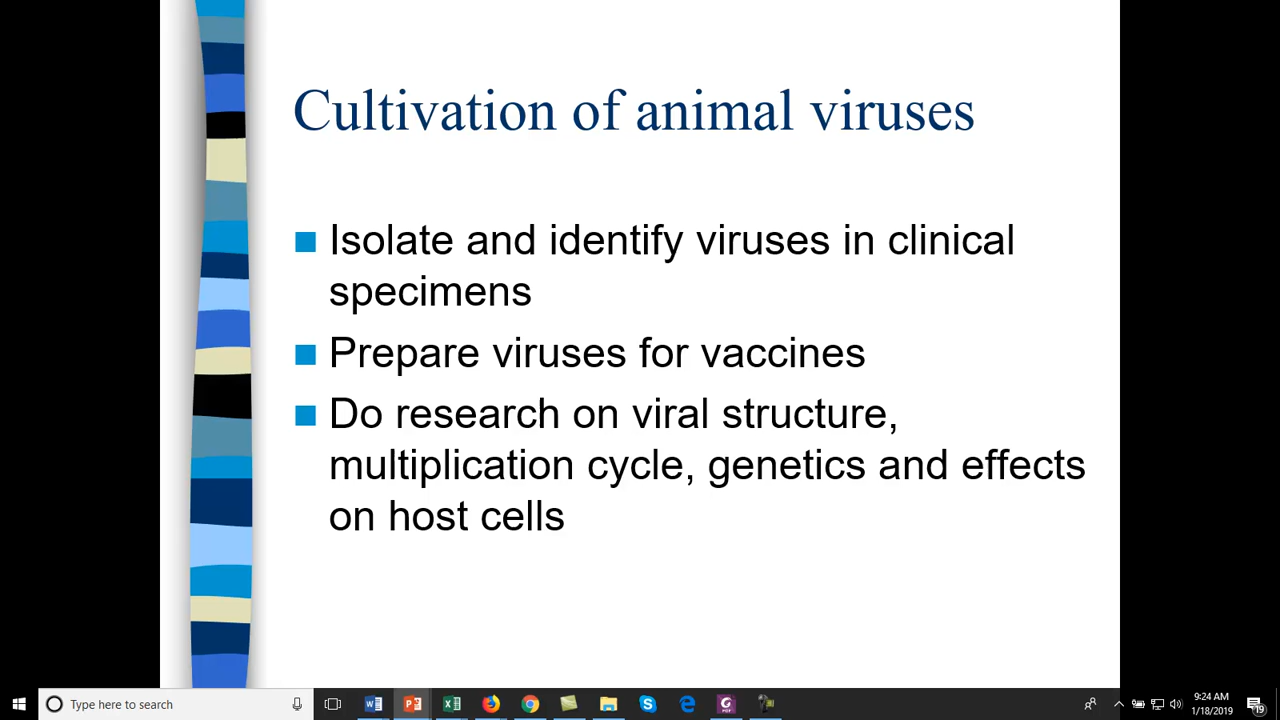 Cultivation of animal viruses
Isolate and identify viruses in clinical
specimens
Prepare viruses for vaccines
Do research on viral structure,
multiplication cycle, genetics and effects
on host cells
Type here to search
9:24 AM
1/18/2019
19